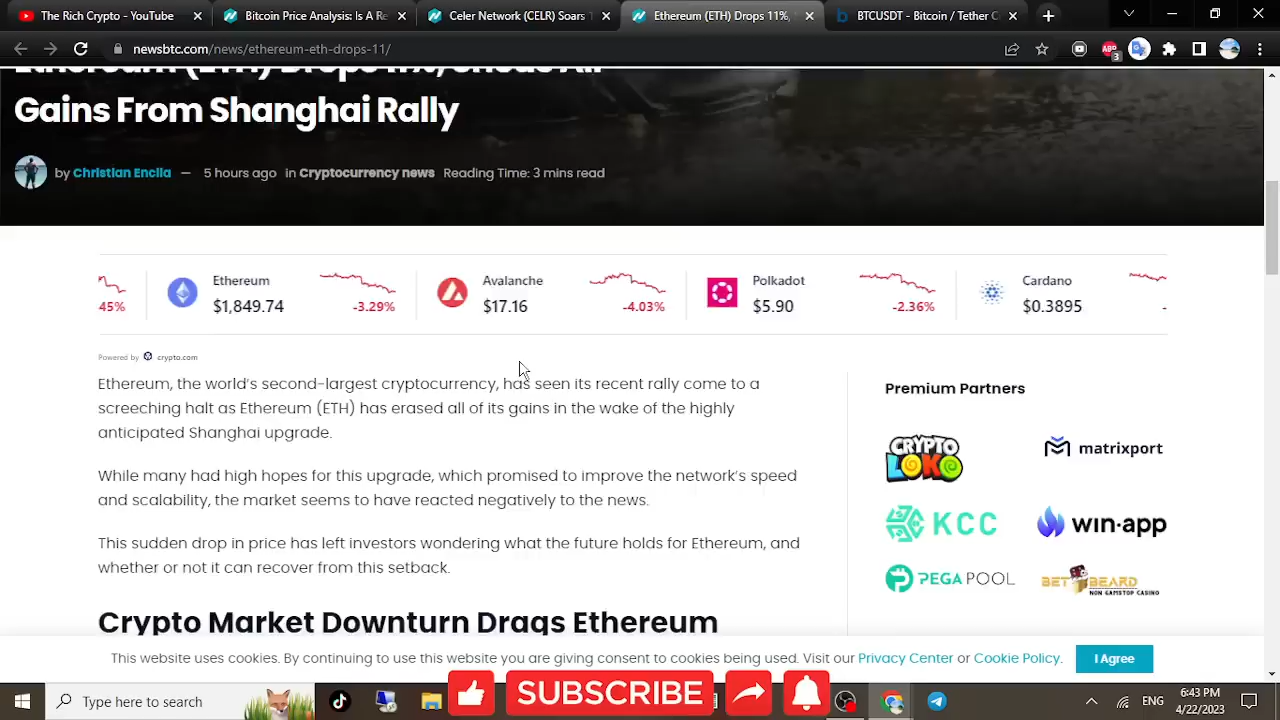 The Rich Crypto - YouTube
Bitcoin Price Analysis: Is A Re
Celer Network (CELR) Soars
Ethereum (ETH) Drops 11%
BTCUSDT - Bitcoin / Tether
newsbtc.com/news/ethereum-eth-drops-11/
3
Gains From Shanghai Rally
by Christian Encila — 5 hours ago in Cryptocurrency news Reading Time: 3 mins read
45%
Ethereum
$1,849.74
-3.29%
Avalanche
$17.16
-4.03%
Polkadot
$5.90
-2.36%
Cardano
$0.3895
-
Powered by crypto.com
Ethereum, the world's second-largest cryptocurrency, has seen its recent rally come to a
screeching halt as Ethereum (ETH) has erased all of its gains in the wake of the highly
anticipated Shanghai upgrade.
While many had high hopes for this upgrade, which promised to improve the network's speed
and scalability, the market seems to have reacted negatively to the news.
This sudden drop in price has left investors wondering what the future holds for Ethereum, and
whether or not it can recover from this setback.
Crypto Market Downturn Drags Ethereum
Premium Partners
CRYPTO
LOKO
matrixport
KCC
win·app
PEGAPOOL
BET BEARD
NON GAMSTOP CASINO
This website uses cookies. By continuing to use this website you are giving consent to cookies being used. Visit our Privacy Center or Cookie Policy.
I Agree
Type here to search
SUBSCRIBE
ENG
6:43 PM
4/22/2023